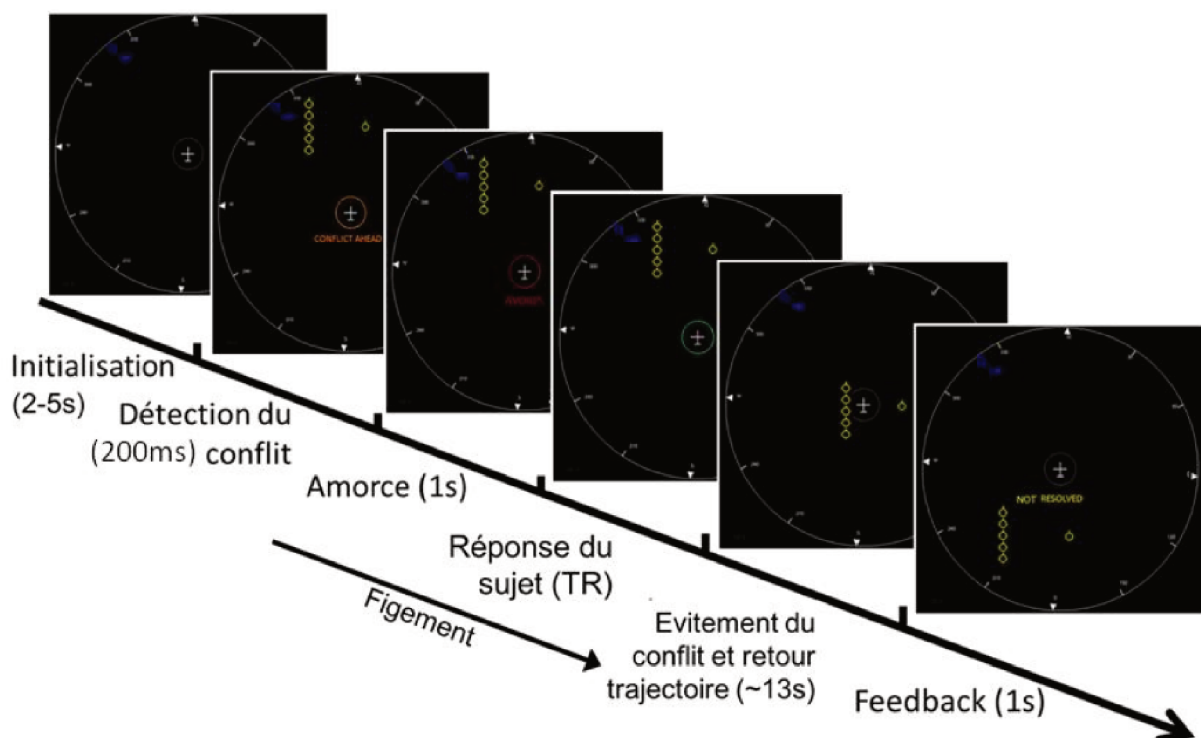 CONFLICT AHEAD
NOT RESOLVED
Initialisation
(2-5s)
Détection du
(200ms) conflit
Amorce (1s)
Réponse du
sujet (TR)
Figement
Evitement du
conflit et retour
trajectoire (~13s)
Feedback (1s)